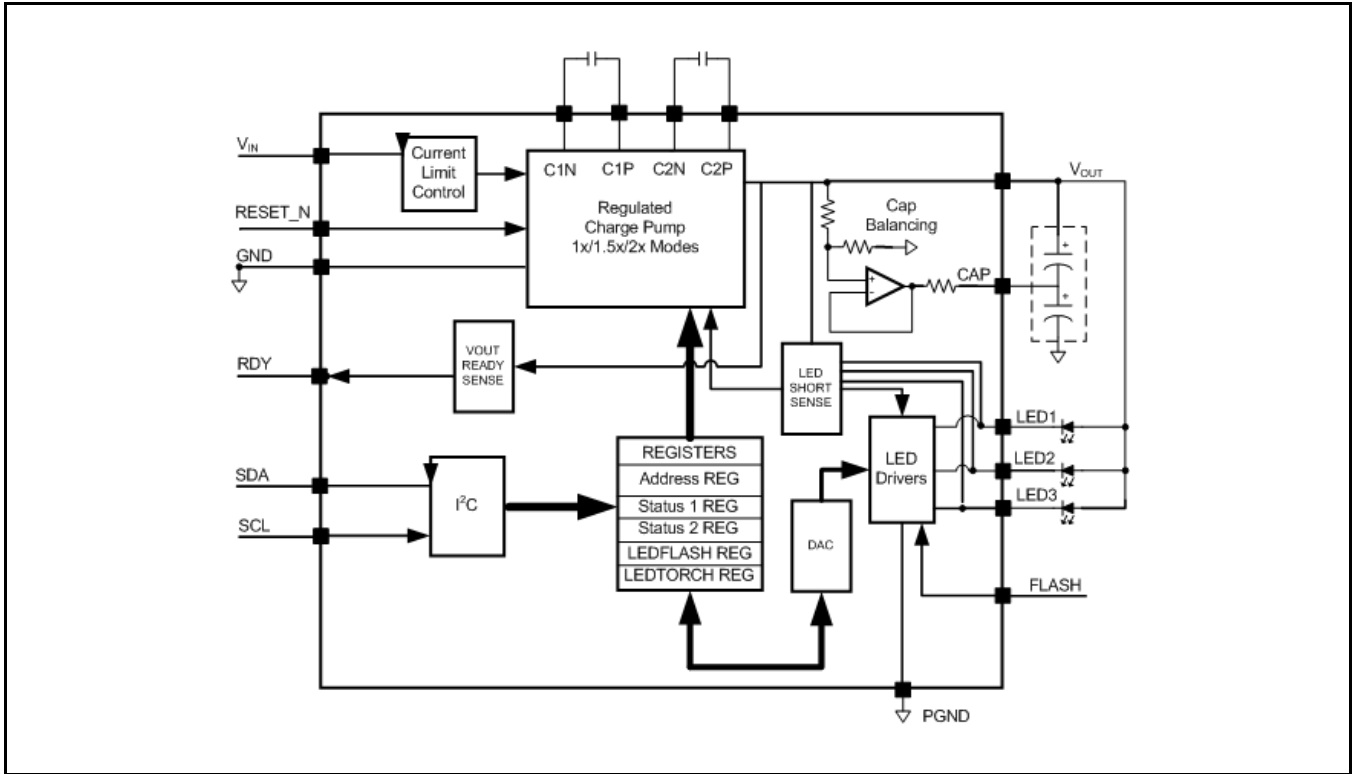 V_IN
Current
Limit
Control
C1N C1P C2N C2P
Regulated
Charge Pump
1x/1.5x/2x Modes
RESET_N
GND
V_OUT
Cap
Balancing
+
-
CAP
+
+
RDY
VOUT
READY
SENSE
LED
SHORT
SENSE
LED1
LED2
LED3
LED
Drivers
SDA
SCL
I²C
REGISTERS
Address REG
Status 1 REG
Status 2 REG
LEDFLASH REG
LEDTORCH REG
DAC
FLASH
PGND